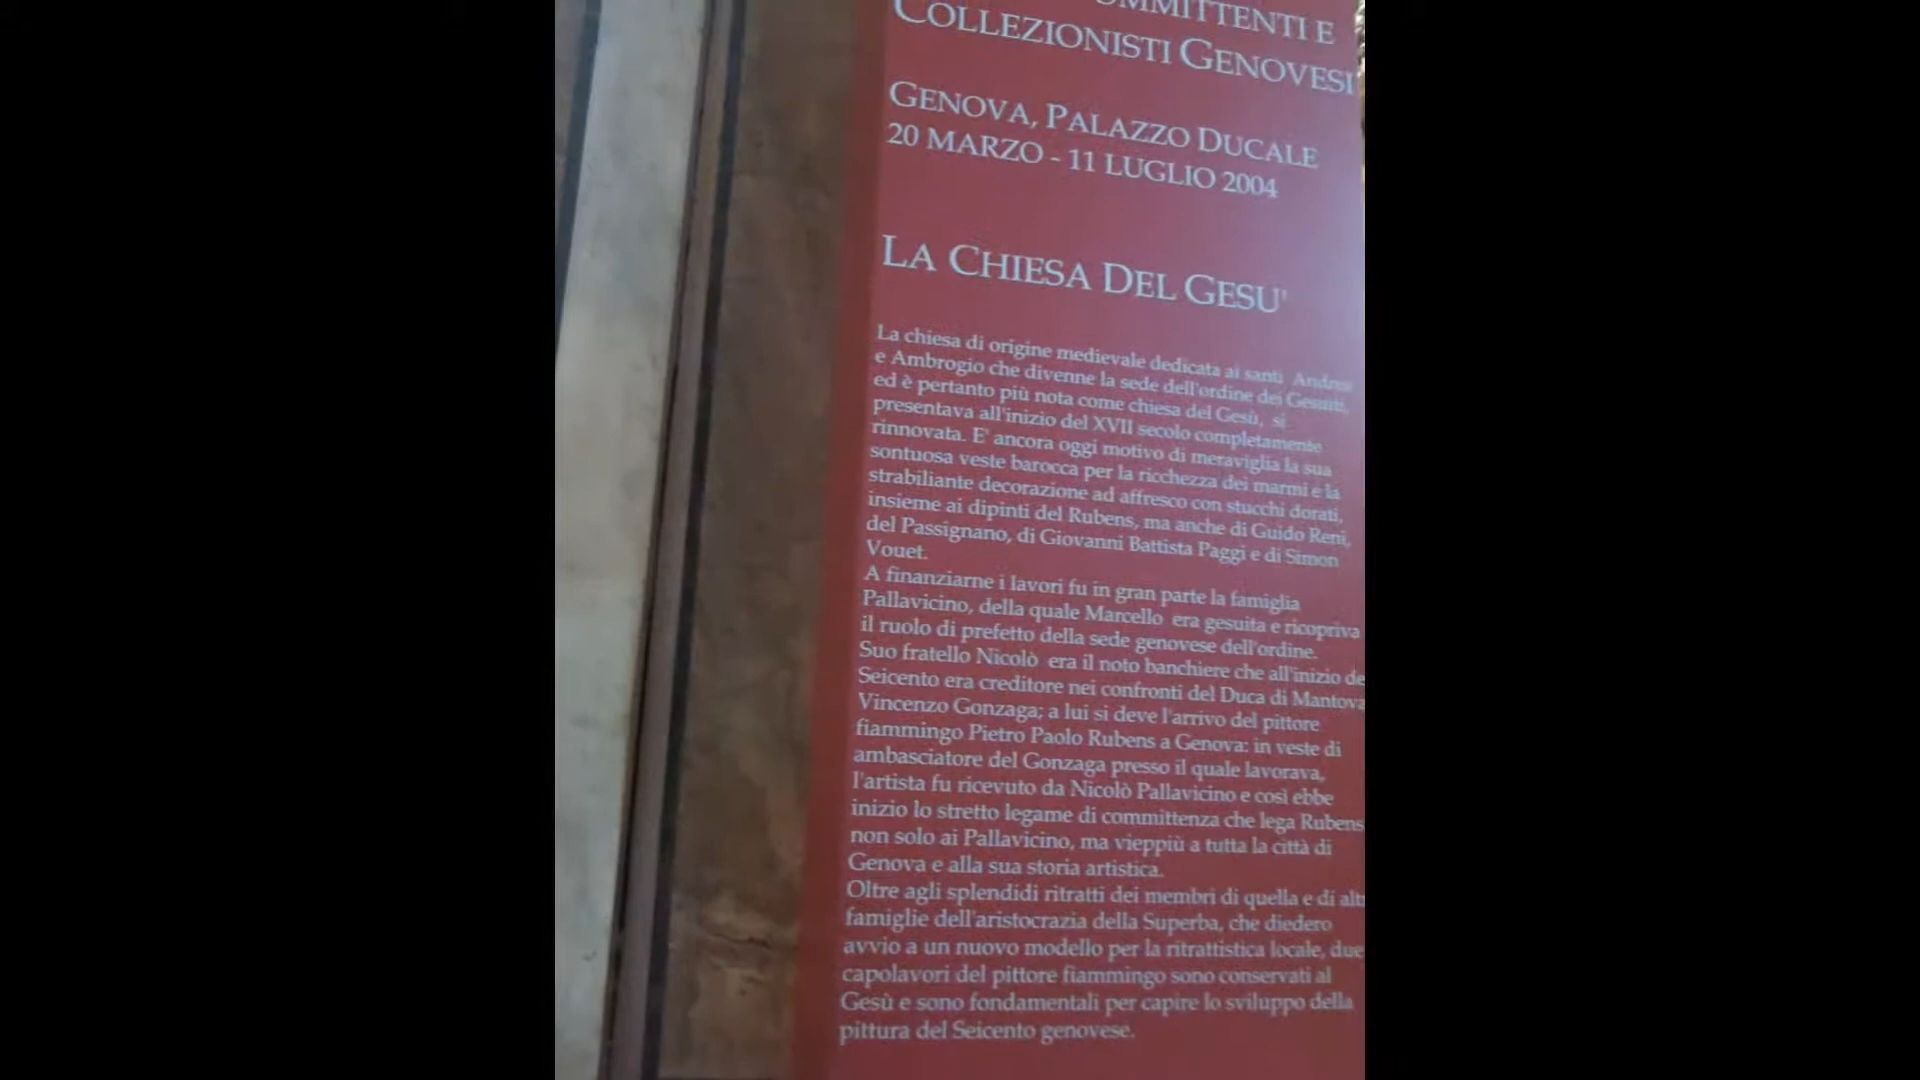 COMMITTENTI E
COLLEZIONISTI GENOVESI
GENOVA, PALAZZO DUCALE
20 MARZO - 11 LUGLIO 2004
LA CHIESA DEL GESU'
La chiesa di origine medievale dedicata ai santi Andrea
e Ambrogio che divenne la sede dell'ordine dei Gesuiti,
ed è pertanto più nota come chiesa del Gesù, si
presentava all'inizio del XVII secolo completamente
rinnovata. E' ancora oggi motivo di meraviglia la sua
sontuosa veste barocca per la ricchezza dei marmi e la
strabiliante decorazione ad affresco con stucchi dorati,
insieme ai dipinti del Rubens, ma anche di Guido Reni,
del Passignano, di Giovanni Battista Paggi e di Simon
Vouet.
A finanziarne i lavori fu in gran parte la famiglia
Pallavicino, della quale Marcello era gesuita e ricopriva
il ruolo di prefetto della sede genovese dell'ordine.
Suo fratello Nicolò era il noto banchiere che all'inizio de
Seicento era creditore nei confronti del Duca di Mantova
Vincenzo Gonzaga; a lui si deve l'arrivo del pittore
fiammingo Pietro Paolo Rubens a Genova: in veste di
ambasciatore del Gonzaga presso il quale lavorava,
l'artista fu ricevuto da Nicolò Pallavicino e così ebbe
inizio lo stretto legame di committenza che lega Rubens
non solo ai Pallavicino, ma vieppiù a tutta la città di
Genova e alla sua storia artistica.
Oltre agli splendidi ritratti dei membri di quella e di alt
famiglie dell'aristocrazia della Superba, che diedero
avvio a un nuovo modello per la ritrattistica locale, due
capolavori del pittore fiammingo sono conservati al
Gesù e sono fondamentali per capire lo sviluppo della
pittura del Seicento genovese.